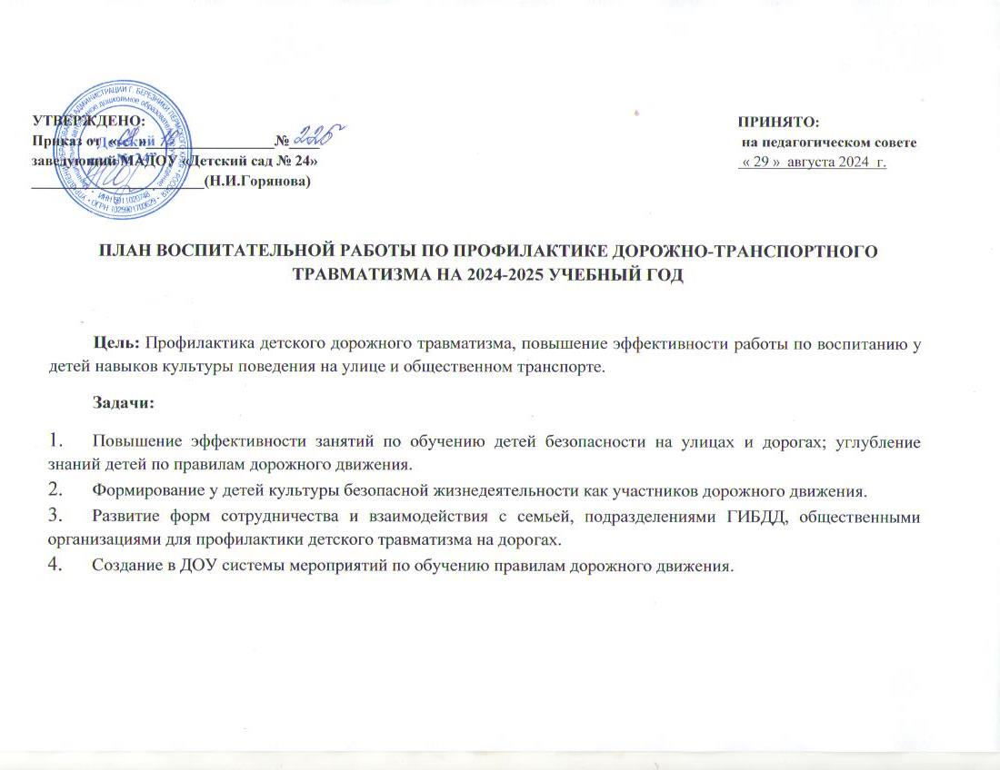 УТВЕРЖДЕНО:
Приказ от « » № 225
заведующий МАДОУ «Детский сад № 24»
(Н.И.Горянова)
ПРИНЯТО:
на педагогическом совете
« 29 » августа 2024 г.
ПЛАН ВОСПИТАТЕЛЬНОЙ РАБОТЫ ПО ПРОФИЛАКТИКЕ ДОРОЖНО-ТРАНСПОРТНОГО
ТРАВМАТИЗМА НА 2024-2025 УЧЕБНЫЙ ГОД
Цель: Профилактика детского дорожного травматизма, повышение эффективности работы по воспитанию у
детей навыков культуры поведения на улице и общественном транспорте.
Задачи:
1. Повышение эффективности занятий по обучению детей безопасности на улицах и дорогах; углубление
знаний детей по правилам дорожного движения.
2. Формирование у детей культуры безопасной жизнедеятельности как участников дорожного движения.
3. Развитие форм сотрудничества и взаимодействия с семьей, подразделениями ГИБДД, общественными
организациями для профилактики детского травматизма на дорогах.
4. Создание в ДОУ системы мероприятий по обучению правилам дорожного движения.